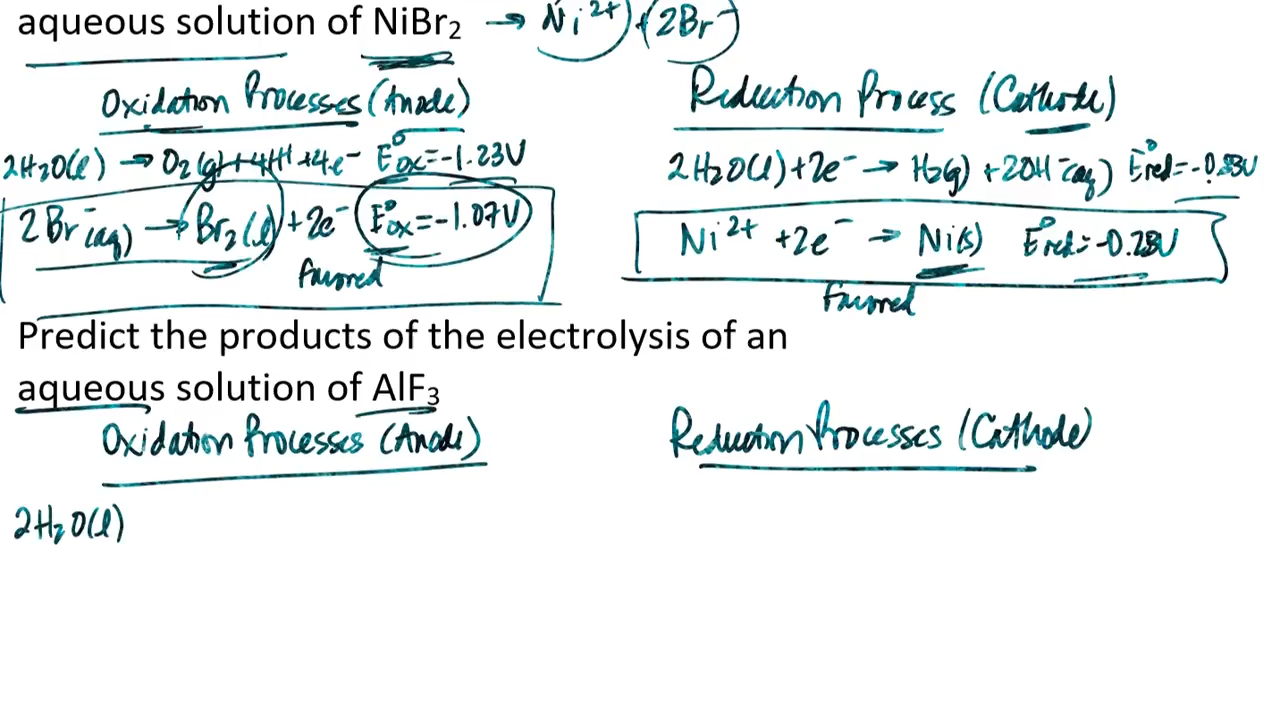 aqueous solution of NiBr₂ → Ni²⁺ + 2Br⁻
Oxidation Processes (Anode)
Reduction Process (Cathode)
2H₂O(l) → O₂(g) + 4H⁺ + 4e⁻ E°ox = -1.23V
2H₂O(l) + 2e⁻ → H₂(g) + 2OH⁻(aq) E°red = -0.83V
2Br⁻(aq) → Br₂(l) + 2e⁻ E°ox = -1.07V
Ni²⁺ + 2e⁻ → Ni(s) E°red = -0.28V
favored
favored
Predict the products of the electrolysis of an
aqueous solution of AlF₃
Oxidation Processes (Anode)
Reduction Processes (Cathode)
2H₂O(l)